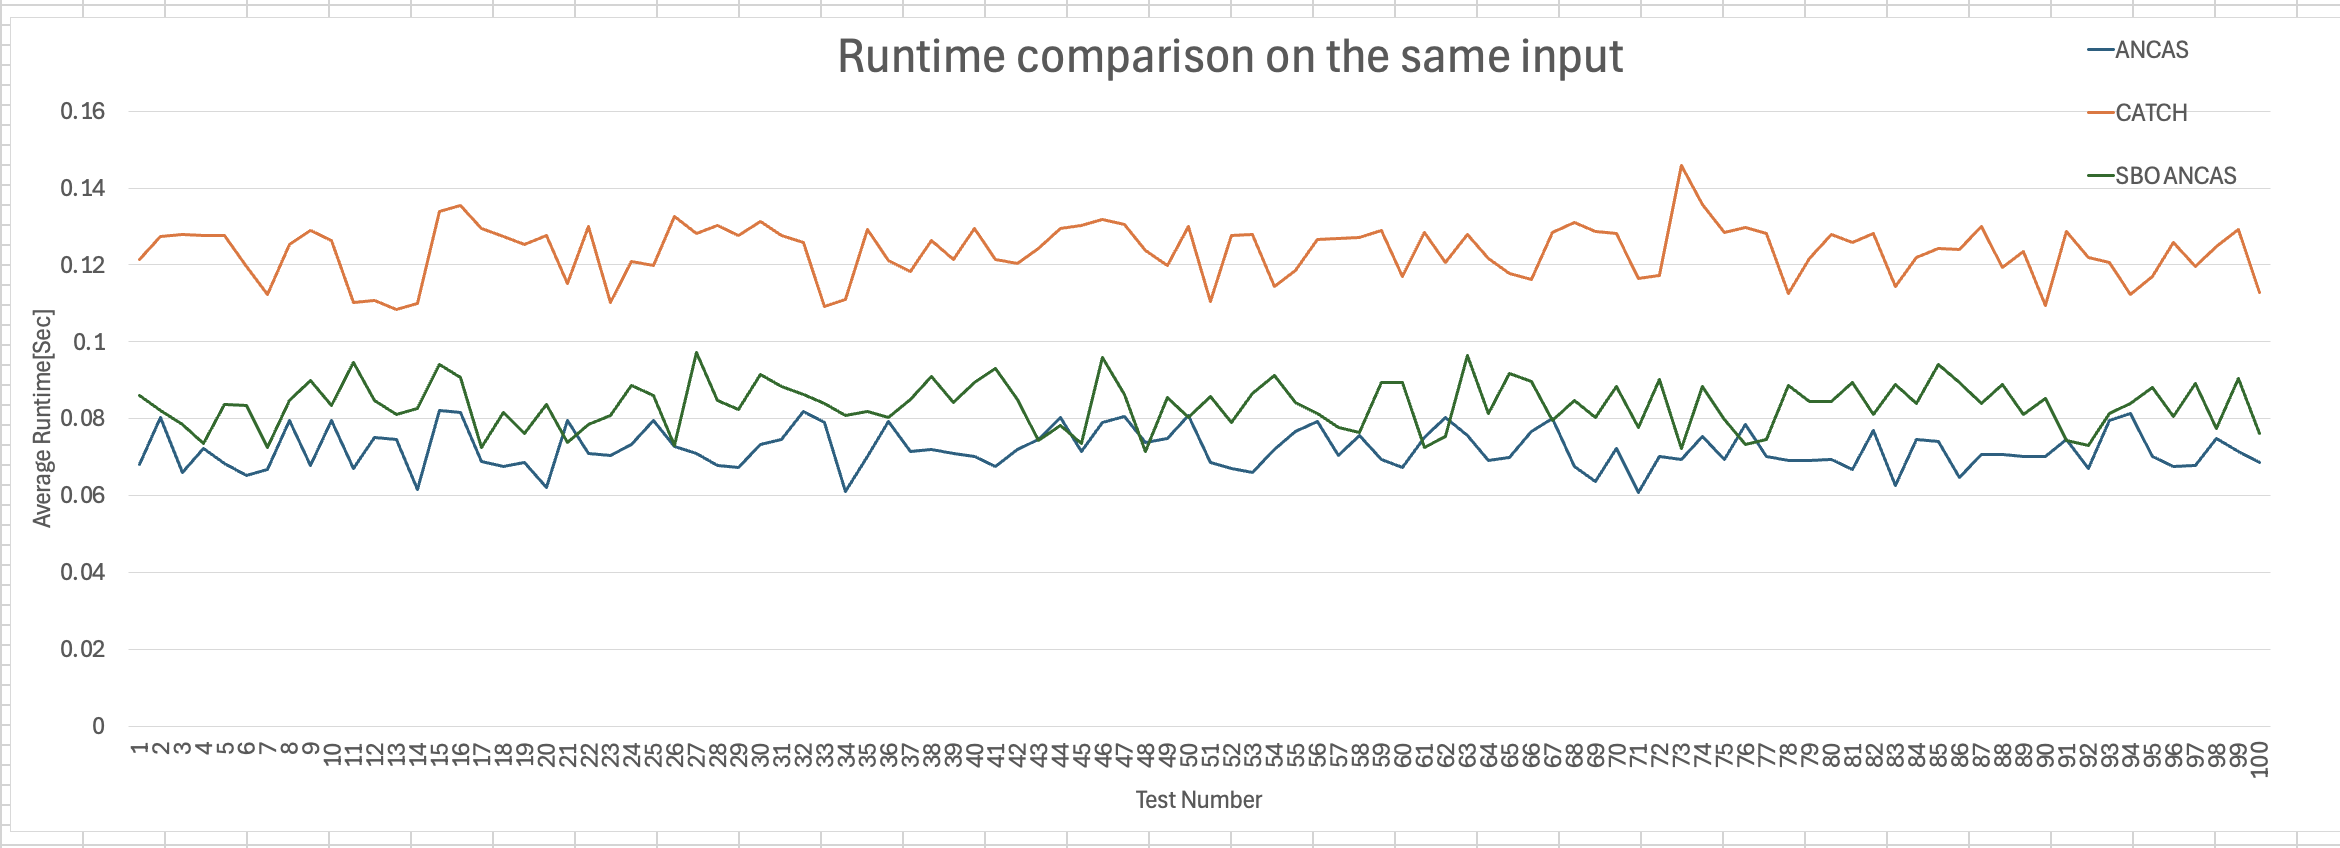 Runtime comparison on the same input
ANCAS
CATCH
SBO ANCAS
0.16
0.14
0.12
0.1
0.08
0.06
0.04
0.02
0
Average Runtime[Sec]
1 2 3 4 5 6 7 8 9 10 11 12 13 14 15 16 17 18 19 20 21 22 23 24 25 26 27 28 29 30 31 32 33 34 35 36 37 38 39 40 41 42 43 44 45 46 47 48 49 50 51 52 53 54 55 56 57 58 59 60 61 62 63 64 65 66 67 68 69 70 71 72 73 74 75 76 77 78 79 80 81 82 83 84 85 86 87 88 89 90 91 92 93 94 95 96 97 98 99 100
Test Number